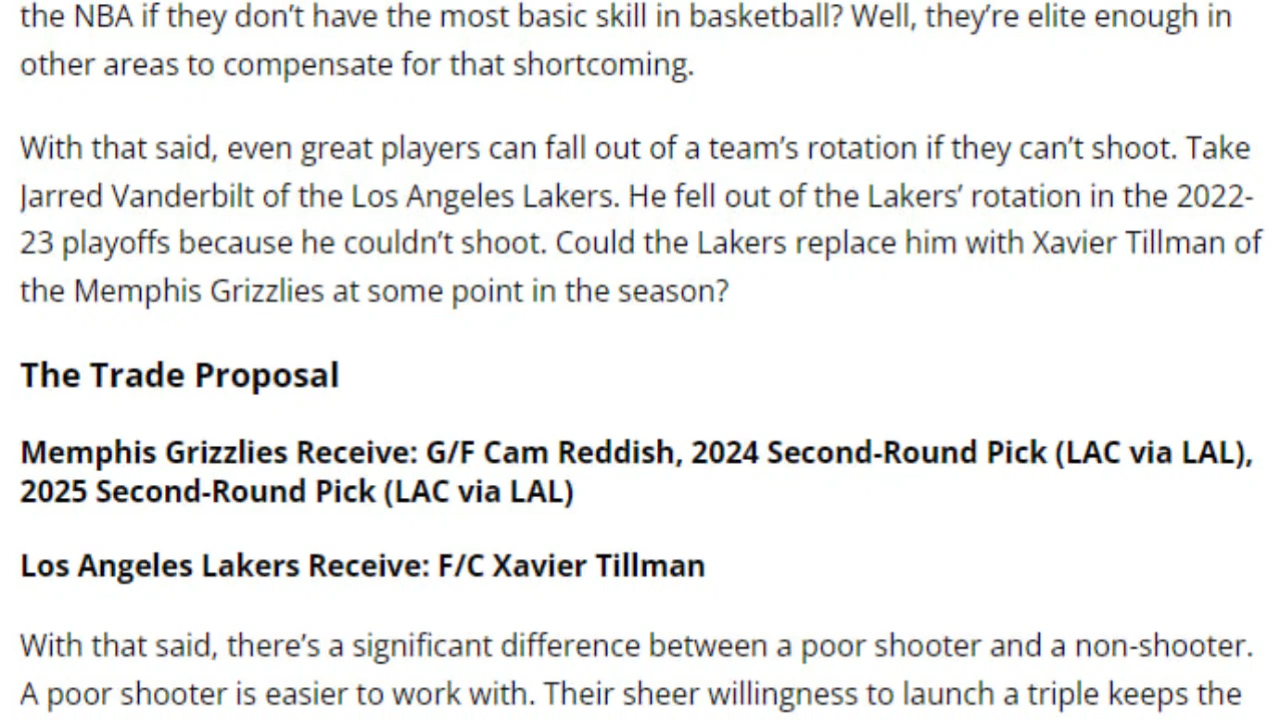 the NBA if they don’t have the most basic skill in basketball? Well, they’re elite enough in
other areas to compensate for that shortcoming.
With that said, even great players can fall out of a team’s rotation if they can’t shoot. Take
Jarred Vanderbilt of the Los Angeles Lakers. He fell out of the Lakers’ rotation in the 2022-
23 playoffs because he couldn’t shoot. Could the Lakers replace him with Xavier Tillman of
the Memphis Grizzlies at some point in the season?
The Trade Proposal
Memphis Grizzlies Receive: G/F Cam Reddish, 2024 Second-Round Pick (LAC via LAL),
2025 Second-Round Pick (LAC via LAL)
Los Angeles Lakers Receive: F/C Xavier Tillman
With that said, there’s a significant difference between a poor shooter and a non-shooter.
A poor shooter is easier to work with. Their sheer willingness to launch a triple keeps the